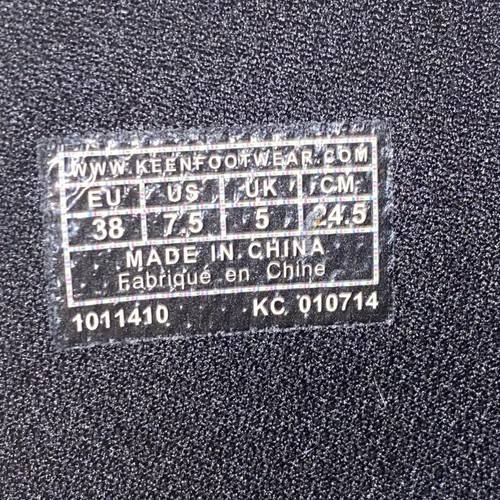 WWW.KEENFOOTWEAR.COM
EU US UK CM
38 7.5 5 24.5
MADE IN CHINA
Fabriqué en Chine
1011410 KC 010714